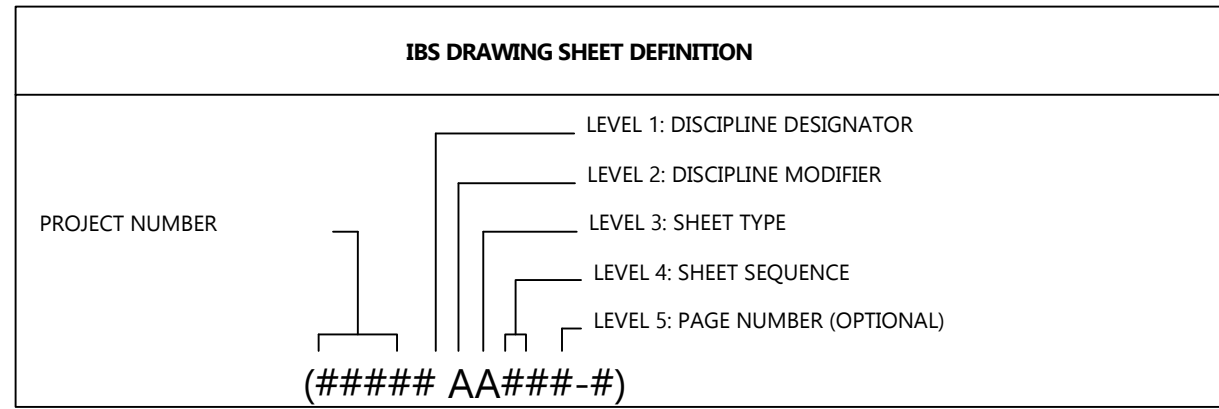 IBS DRAWING SHEET DEFINITION
LEVEL 1: DISCIPLINE DESIGNATOR
LEVEL 2: DISCIPLINE MODIFIER
PROJECT NUMBER
LEVEL 3: SHEET TYPE
LEVEL 4: SHEET SEQUENCE
LEVEL 5: PAGE NUMBER (OPTIONAL)
(##### AA###-#)